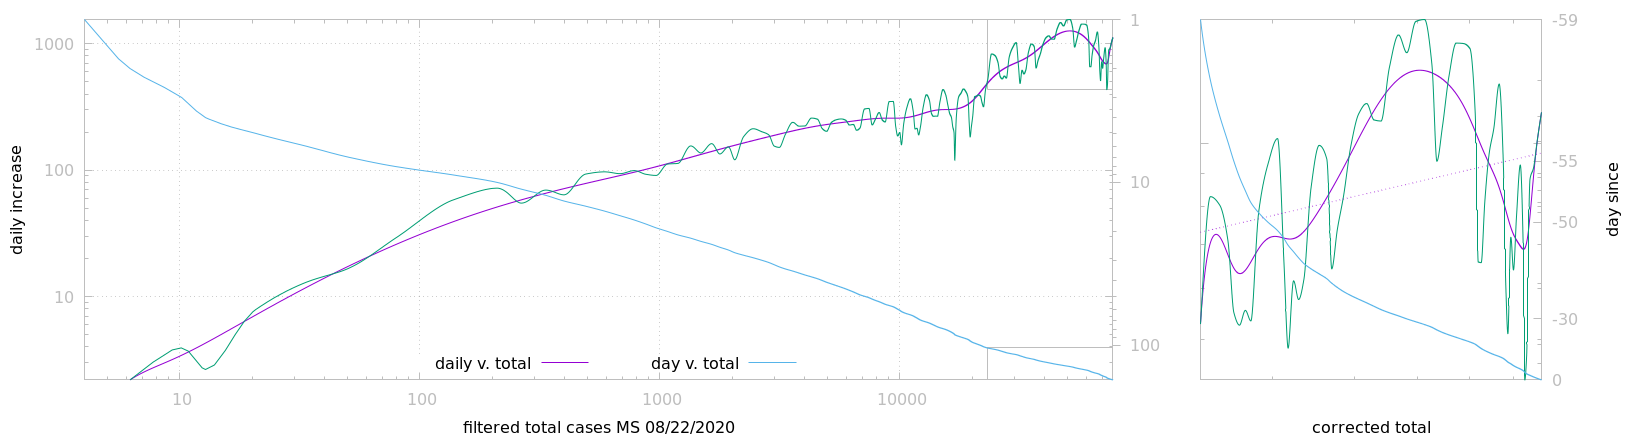 1000
100
10
daily increase
10
100
1000
10000
filtered total cases MS 08/22/2020
daily v. total
day v. total
1
10
100
-59
-55
-50
-30
0
day since
corrected total